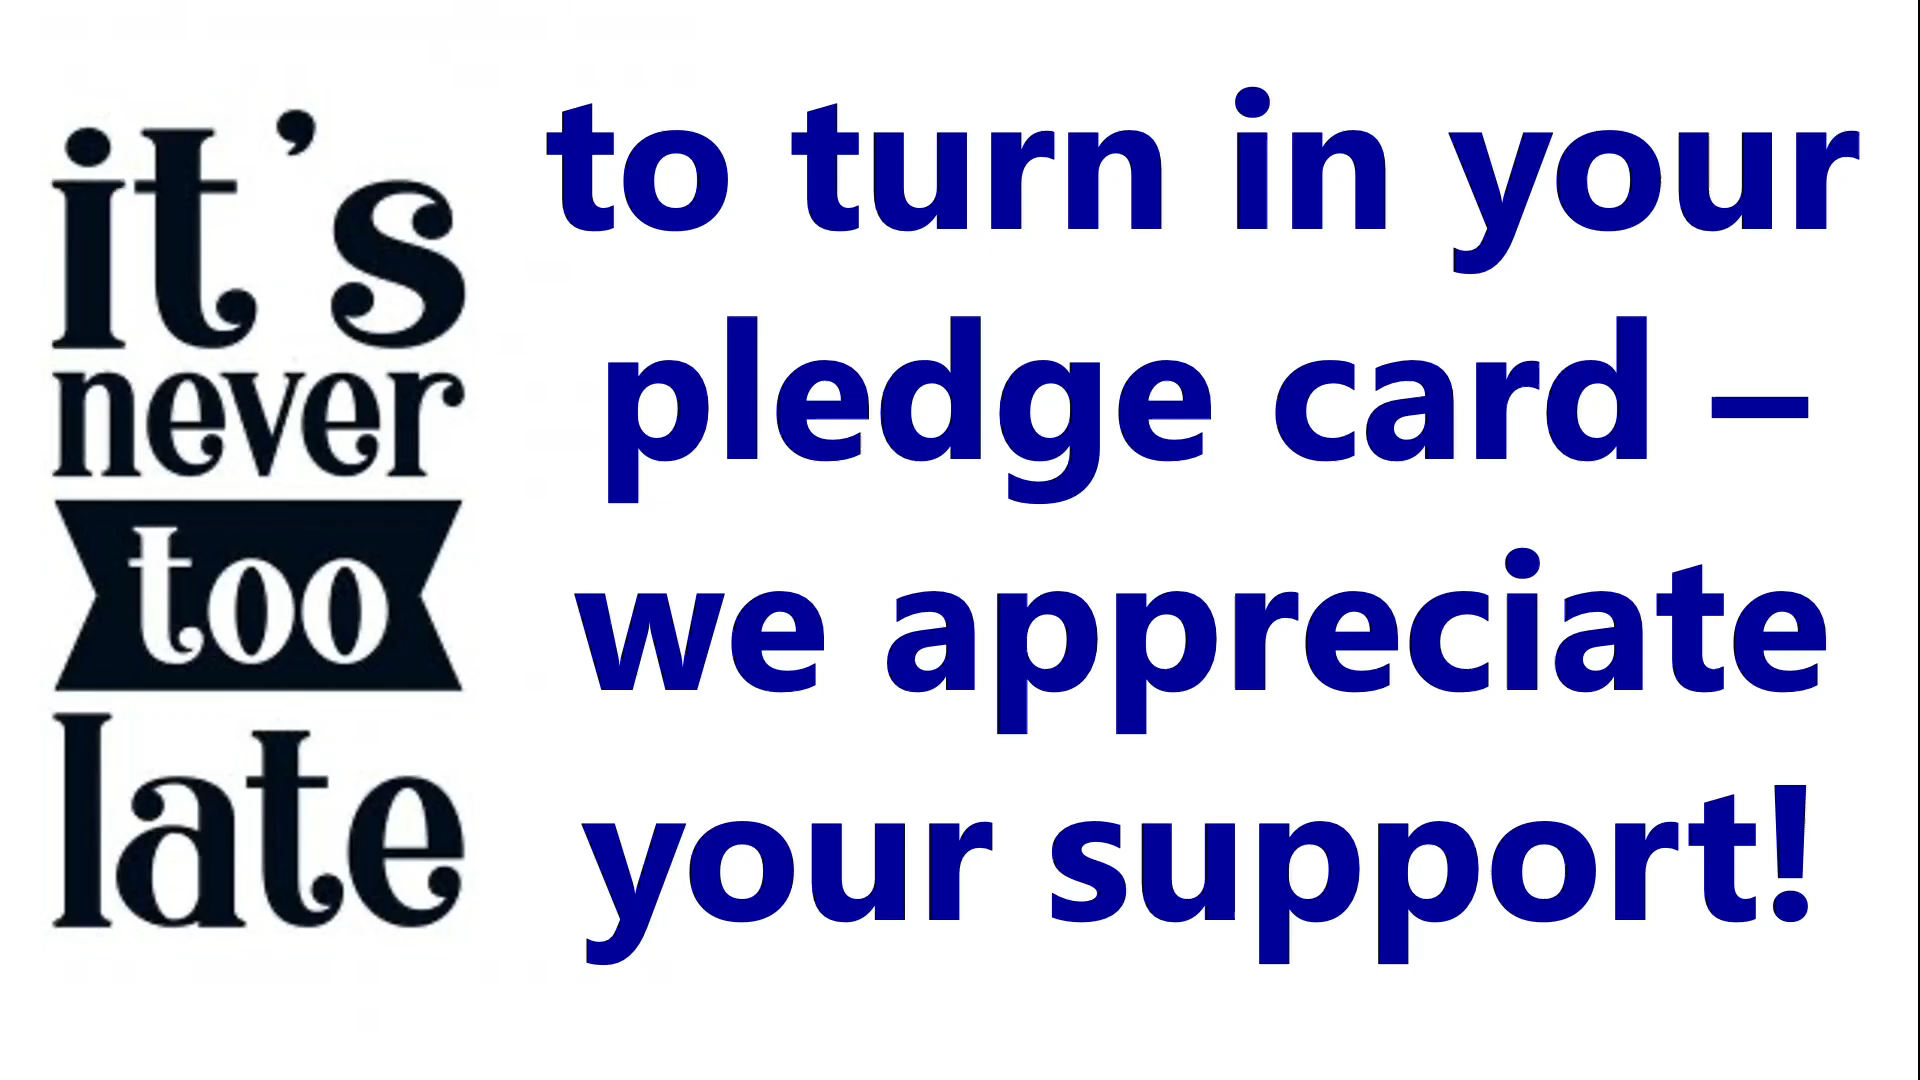 it's
never
too
late
to turn in your
pledge card –
we appreciate
your support!